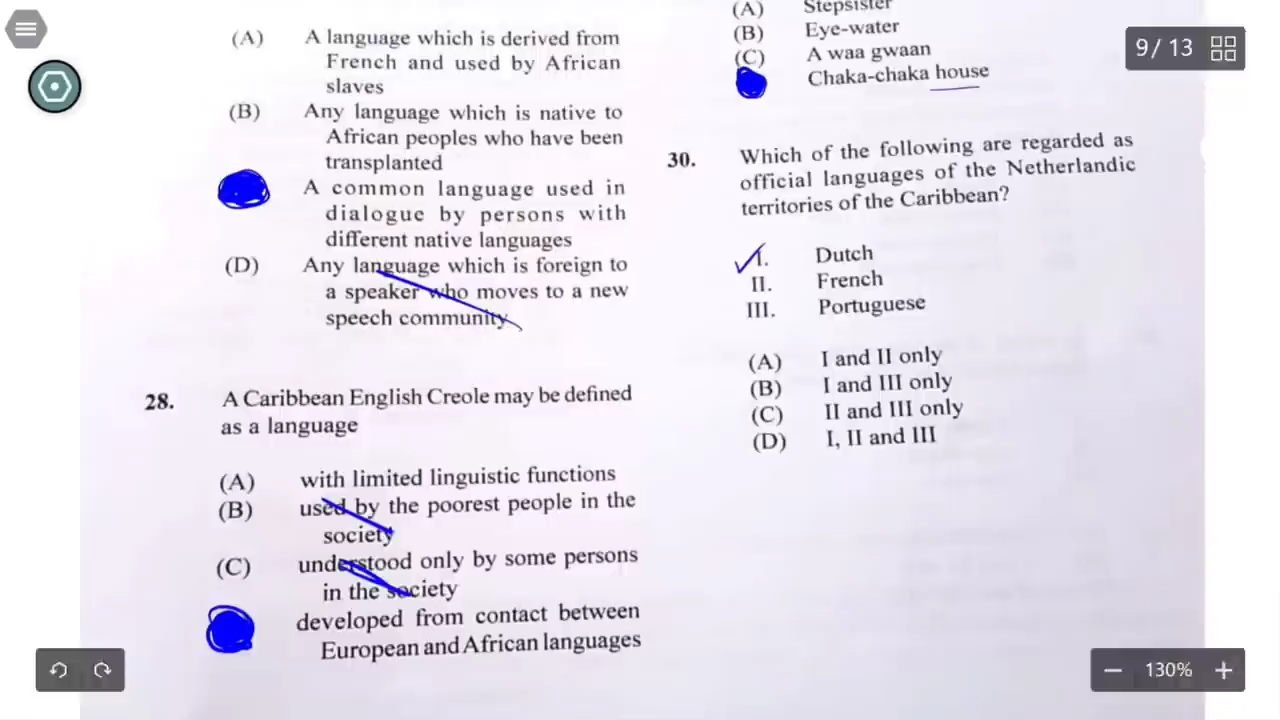 (A) A language which is derived from
French and used by African
slaves
(B) Any language which is native to
African peoples who have been
transplanted
A common language used in
dialogue by persons with
different native languages
(D) Any language which is foreign to
a speaker who moves to a new
speech community
28. A Caribbean English Creole may be defined
as a language
(A) with limited linguistic functions
(B) used by the poorest people in the
society
(C) understood only by some persons
in the society
developed from contact between
European and African languages
(A) Stepsister
(B) Eye-water
(C) A waa gwaan
Chaka-chaka house
30. Which of the following are regarded as
official languages of the Netherlandic
territories of the Caribbean?
I. Dutch
II. French
III. Portuguese
(A) I and II only
(B) I and III only
(C) II and III only
(D) I, II and III
9 / 13
130%